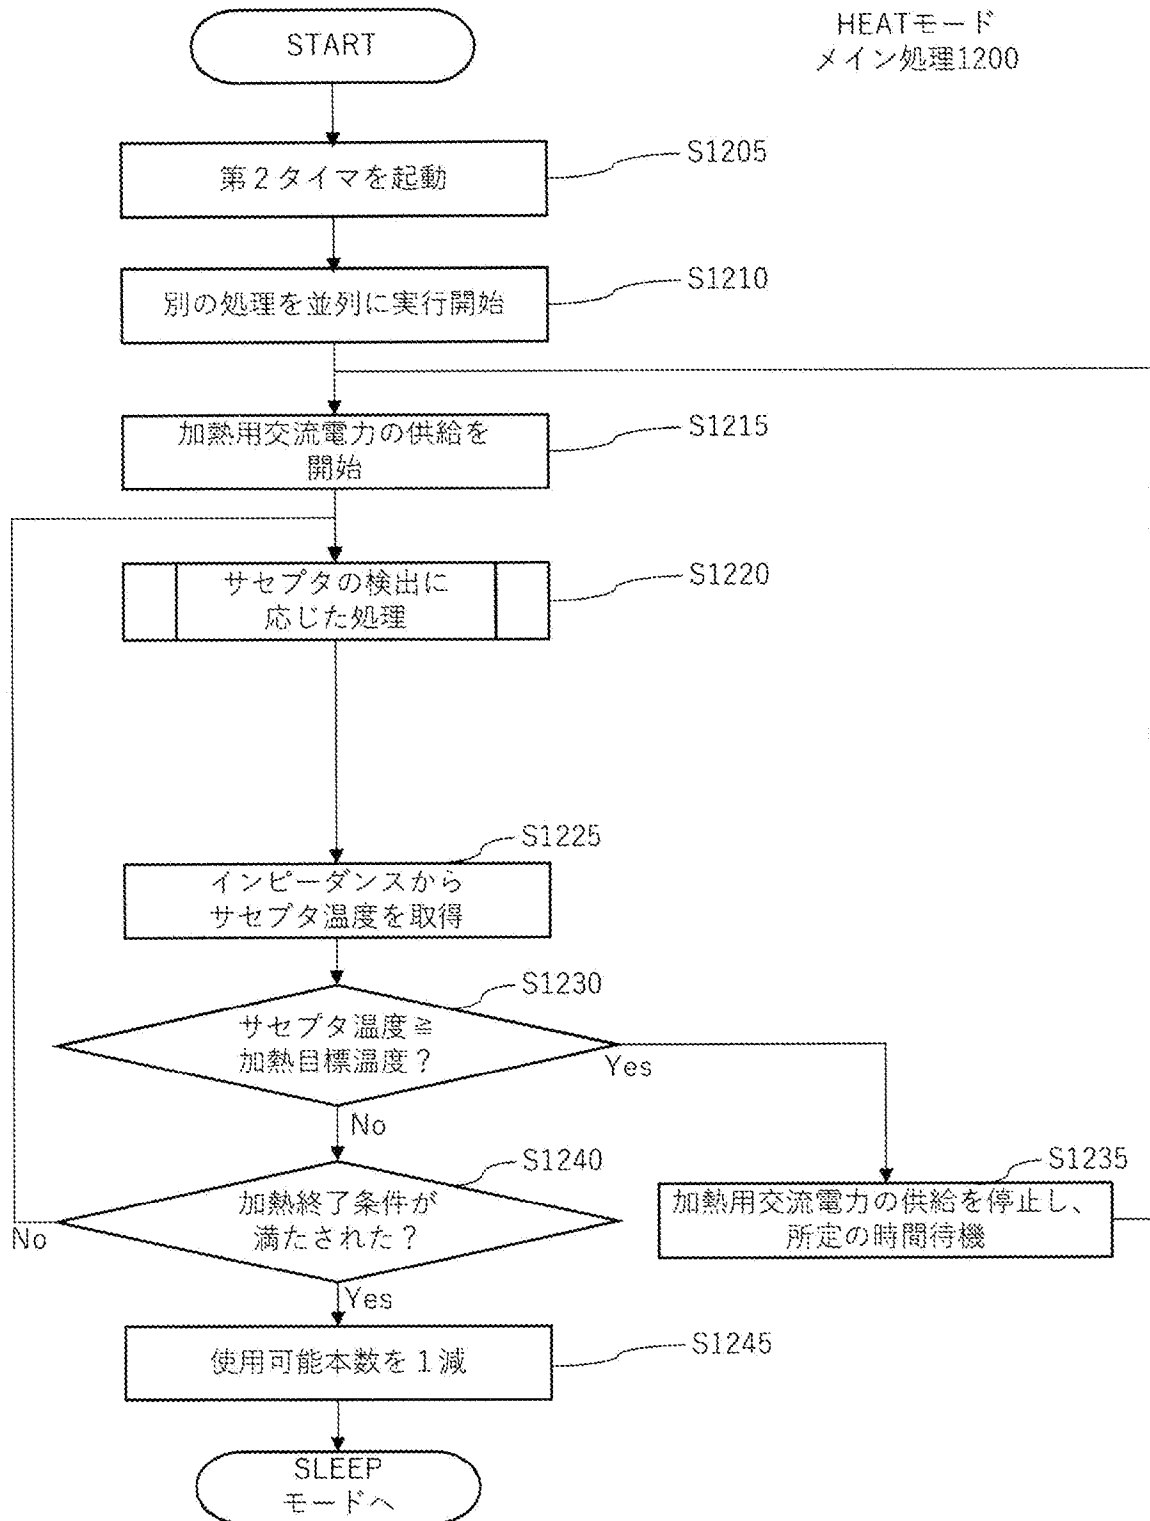 HEATモード
メイン処理1200
START
第２タイマを起動
S1205
別の処理を並列に実行開始
S1210
加熱用交流電力の供給を
開始
S1215
サセプタの検出に
応じた処理
S1220
S1225
インピーダンスから
サセプタ温度を取得
S1230
サセプタ温度≧
加熱目標温度？
Yes
No
S1240
加熱終了条件が
満たされた？
No
Yes
S1235
加熱用交流電力の供給を停止し、
所定の時間待機
使用可能本数を１減
S1245
SLEEP
モードへ